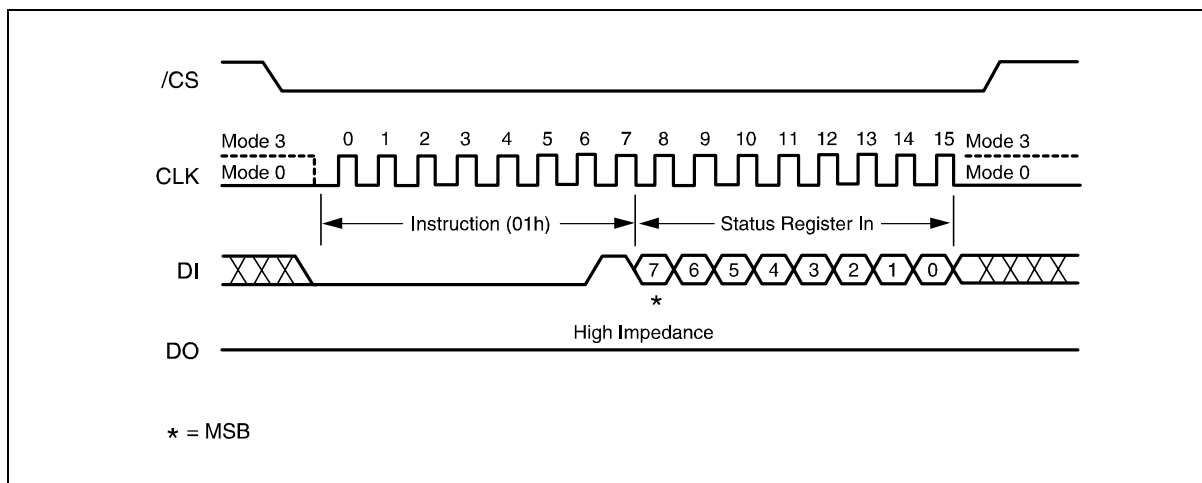 /CS
Mode 3 0 1 2 3 4 5 6 7 8 9 10 11 12 13 14 15 Mode 3
CLK Mode 0 Mode 0
Instruction (01h) Status Register In
DI 7 6 5 4 3 2 1 0
*
High Impedance
DO
* = MSB